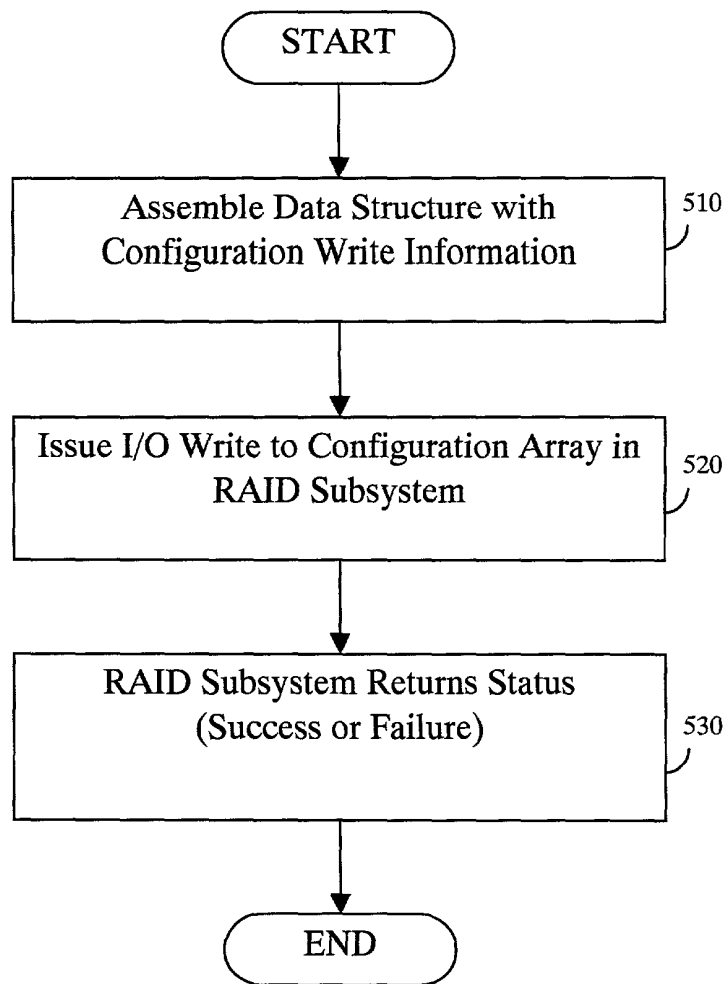 START
Assemble Data Structure with
Configuration Write Information
510
Issue I/O Write to Configuration Array in
RAID Subsystem
520
RAID Subsystem Returns Status
(Success or Failure)
530
END